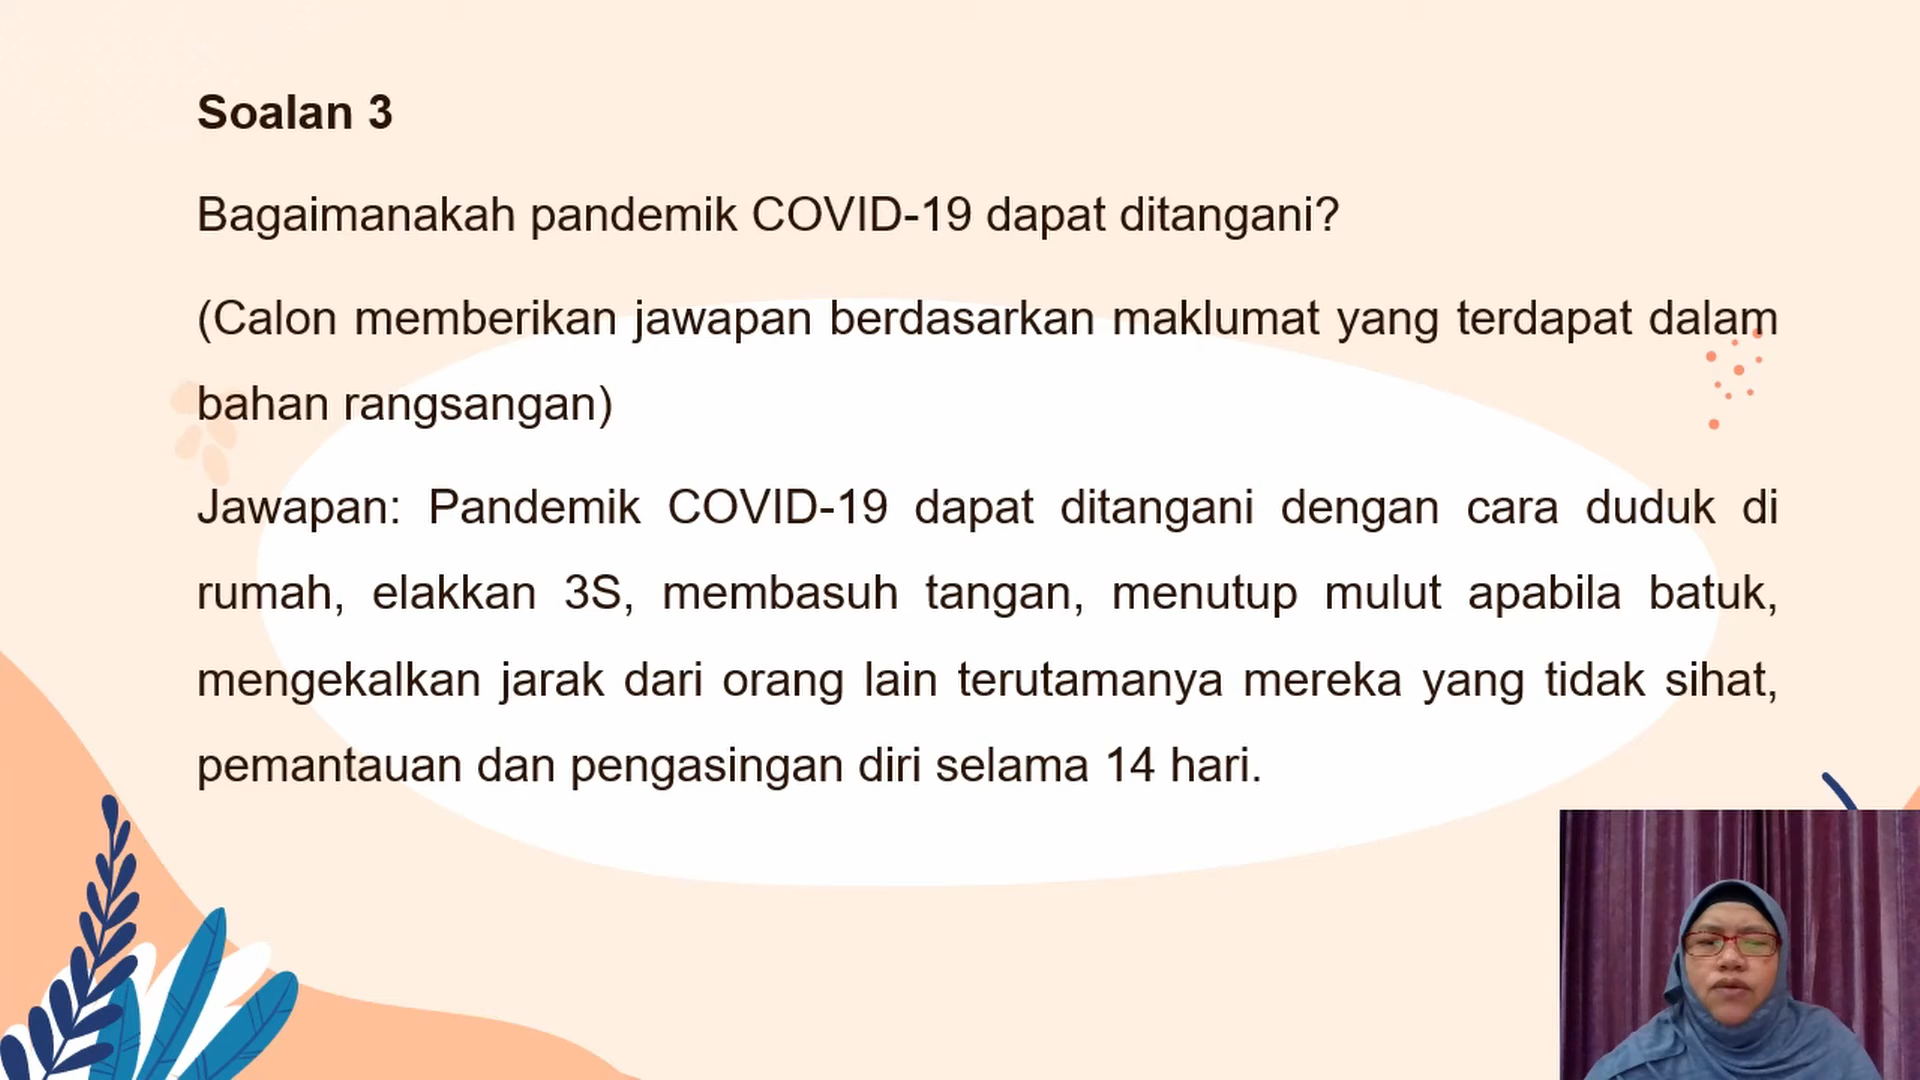 Soalan 3
Bagaimanakah pandemik COVID-19 dapat ditangani?
(Calon memberikan jawapan berdasarkan maklumat yang terdapat dalam
bahan rangsangan)
Jawapan: Pandemik COVID-19 dapat ditangani dengan cara duduk di
rumah, elakkan 3S, membasuh tangan, menutup mulut apabila batuk,
mengekalkan jarak dari orang lain terutamanya mereka yang tidak sihat,
pemantauan dan pengasingan diri selama 14 hari.